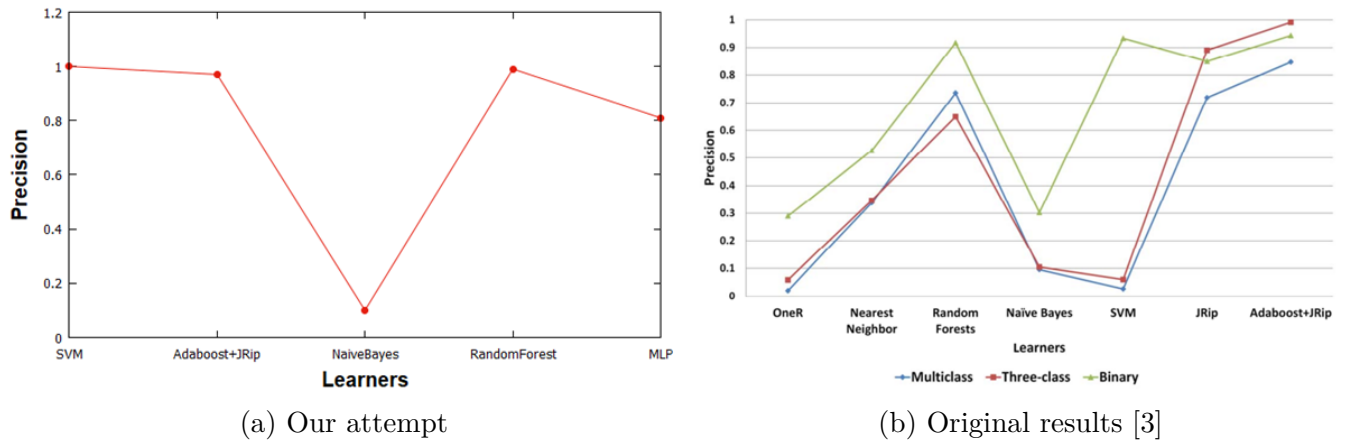 1.2
1
0.8
0.6
0.4
0.2
0
Precision
SVM Adaboost+JRip NaiveBayes RandomForest MLP
Learners
(a) Our attempt
1
0.9
0.8
0.7
0.6
0.5
0.4
0.3
0.2
0.1
0
Precision
OneR Nearest Random Naïve Bayes SVM JRip Adaboost+JRip
Neighbor Forests
Learners
Multiclass Three-class Binary
(b) Original results [3]